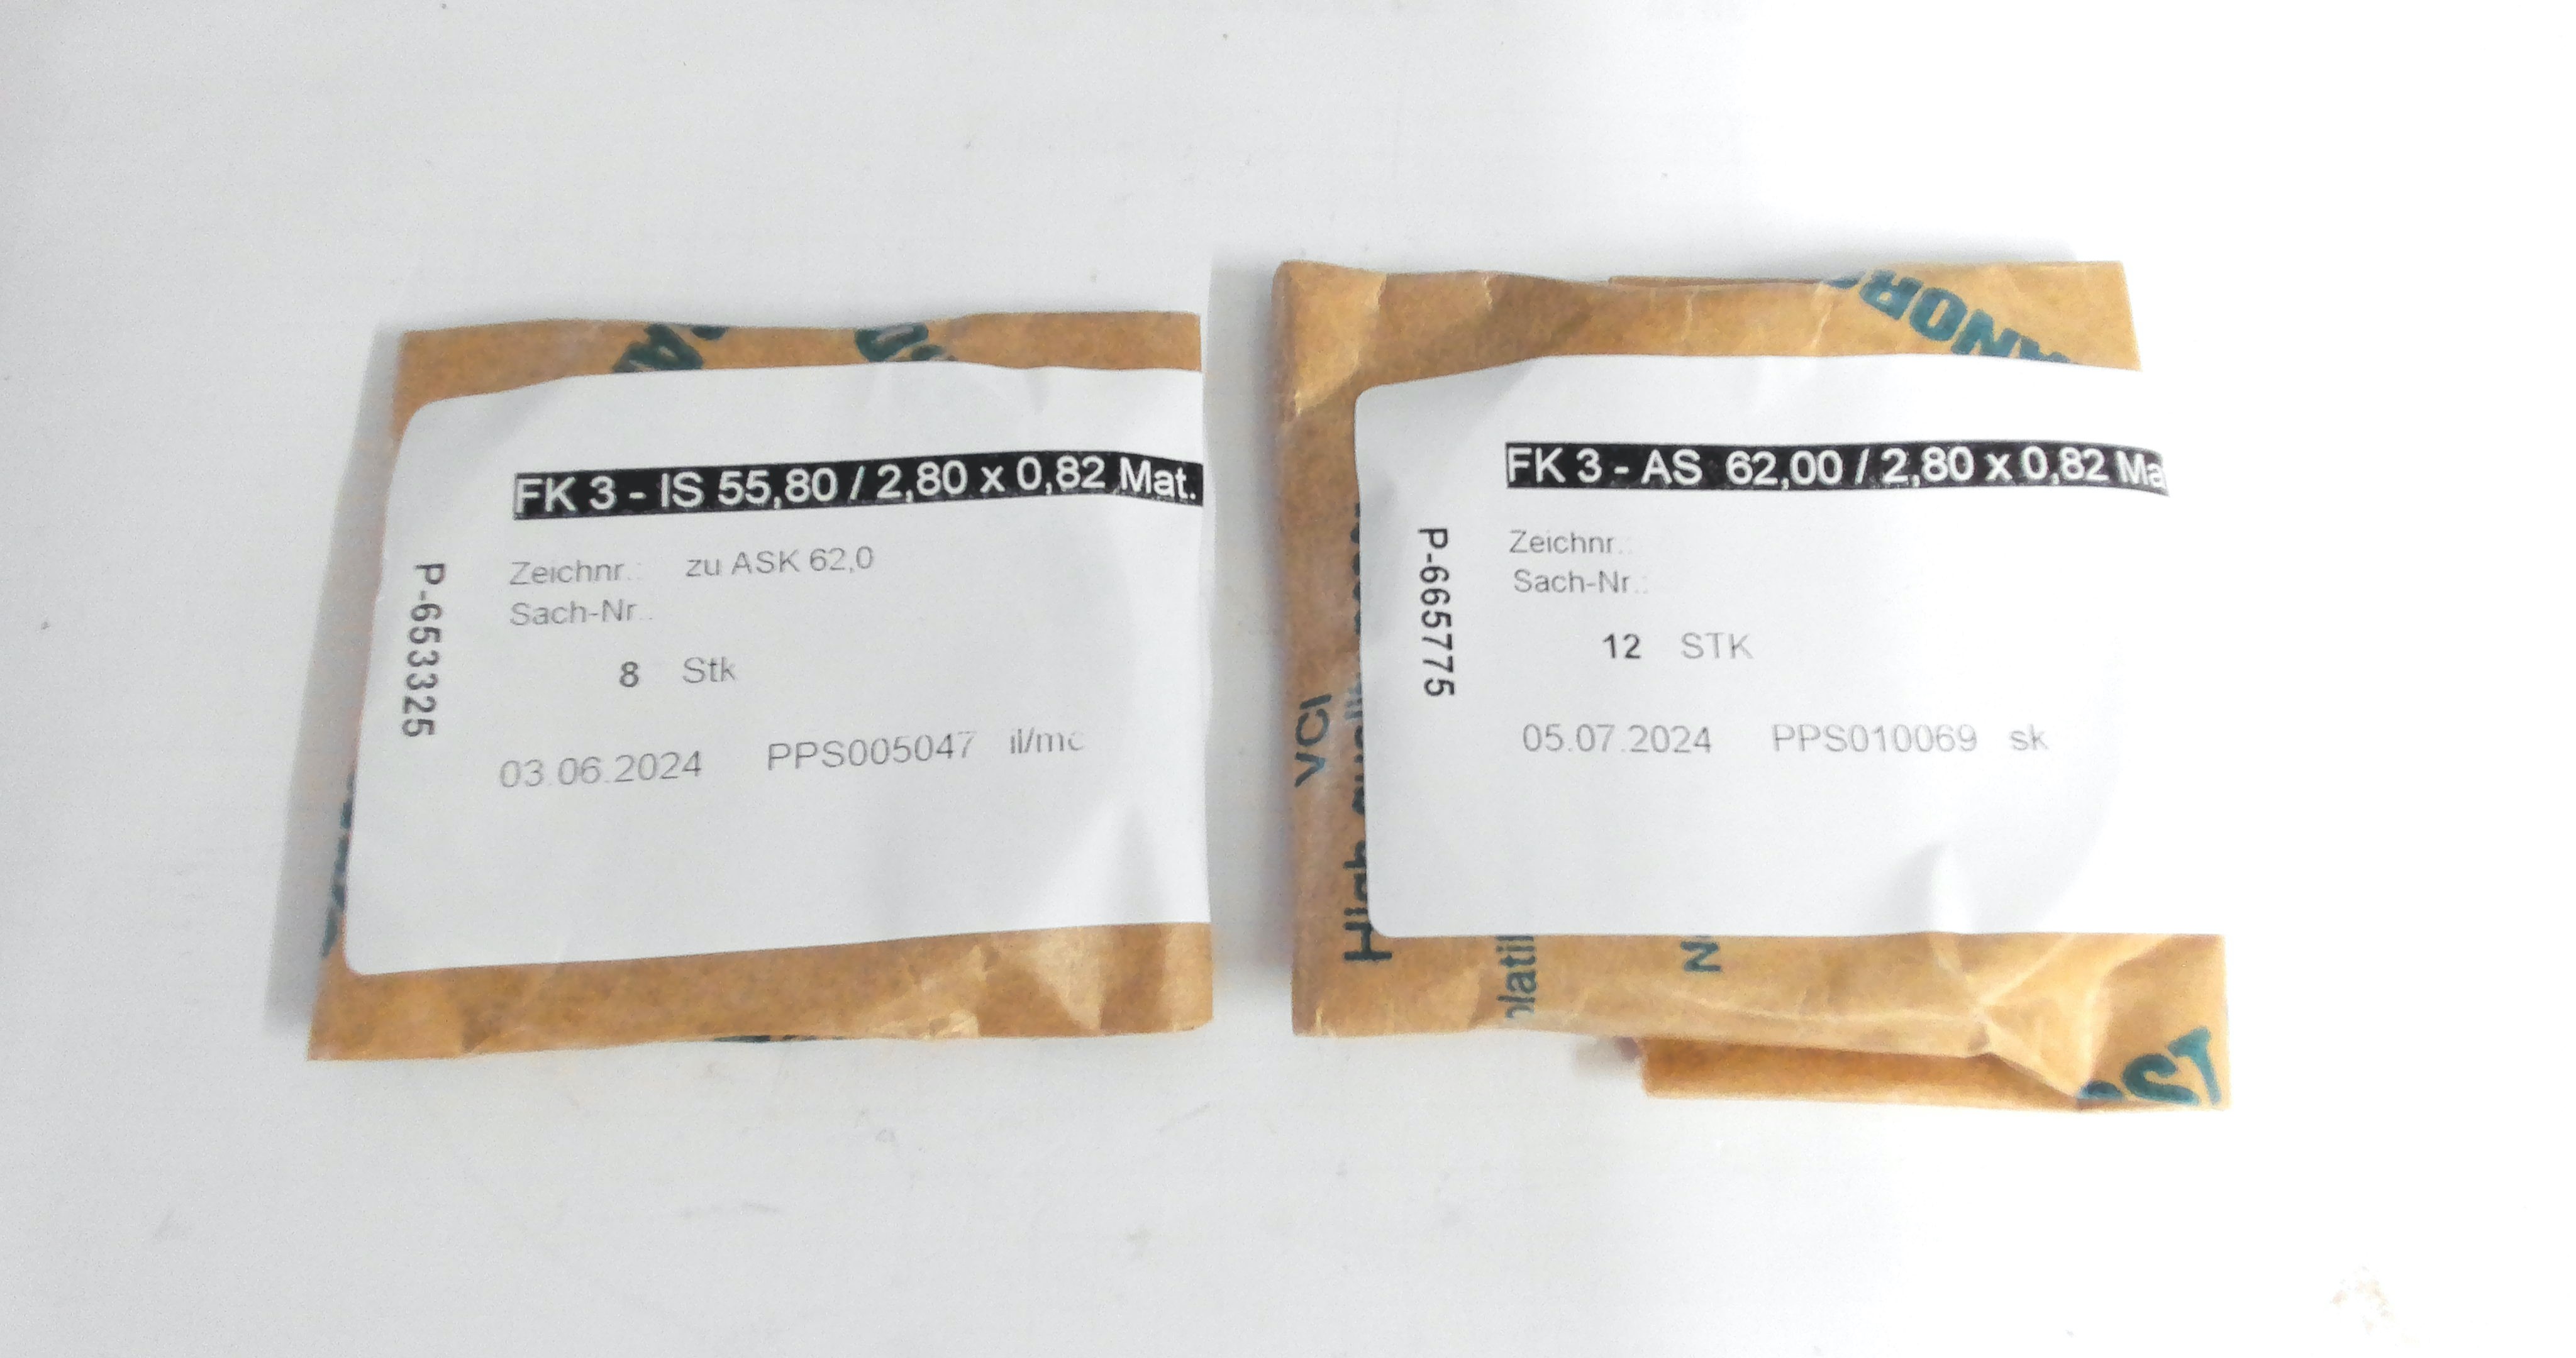 FK 3 - IS 55,80 / 2,80 x 0,82 Mat.
Zeichnr.: zu ASK 62,0
Sach-Nr.:
8 Stk
03.06.2024 PPS005047 il/mc
P-653325
FK 3 - AS 62,00 / 2,80 x 0,82 Ma
Zeichnr.:
Sach-Nr.:
12 STK
05.07.2024 PPS010069 sk
P-665775
VCI
High